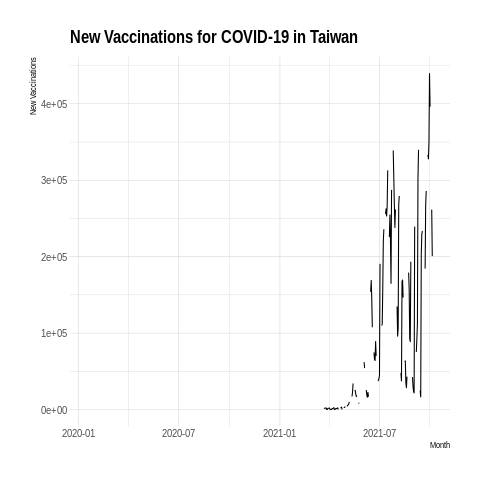 New Vaccinations for COVID-19 in Taiwan
New Vaccinations
4e+05
3e+05
2e+05
1e+05
0e+00
2020-01 2020-07 2021-01 2021-07
Month